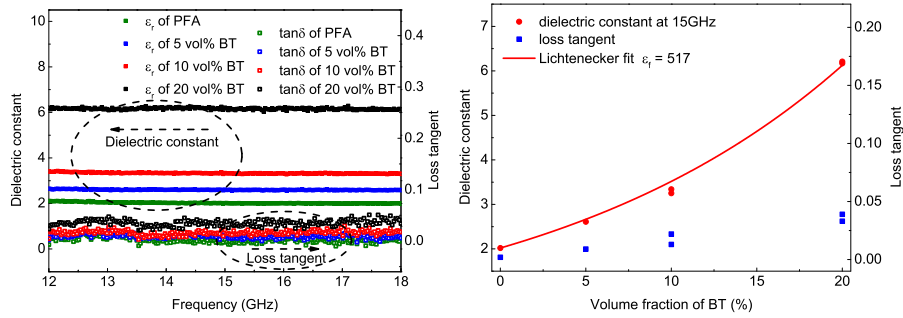 10
8
6
4
2
0
Dielectric constant
ε_r of PFA
ε_r of 5 vol% BT
ε_r of 10 vol% BT
ε_r of 20 vol% BT
tanδ of PFA
tanδ of 5 vol% BT
tanδ of 10 vol% BT
tanδ of 20 vol% BT
Dielectric constant
Loss tangent
0.4
0.3
0.2
0.1
0.0
Loss tangent
12 13 14 15 16 17 18
Frequency (GHz)
7
6
5
4
3
2
Dielectric constant
dielectric constant at 15GHz
loss tangent
Lichtenecker fit ε_f = 517
0.20
0.15
0.10
0.05
0.00
Loss tangent
0 5 10 15 20
Volume fraction of BT (%)